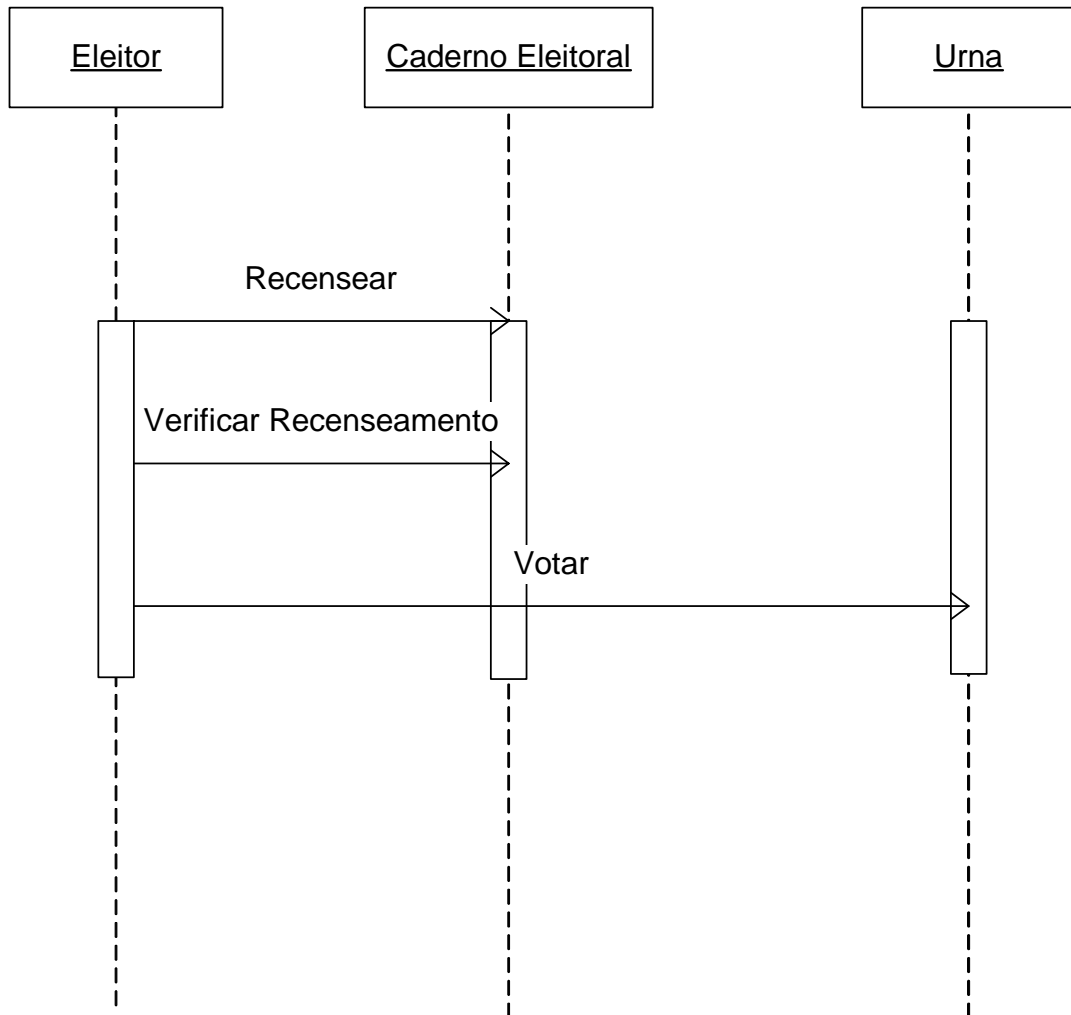 Eleitor
Caderno Eleitoral
Urna
Recensear
Verificar Recenseamento
Votar